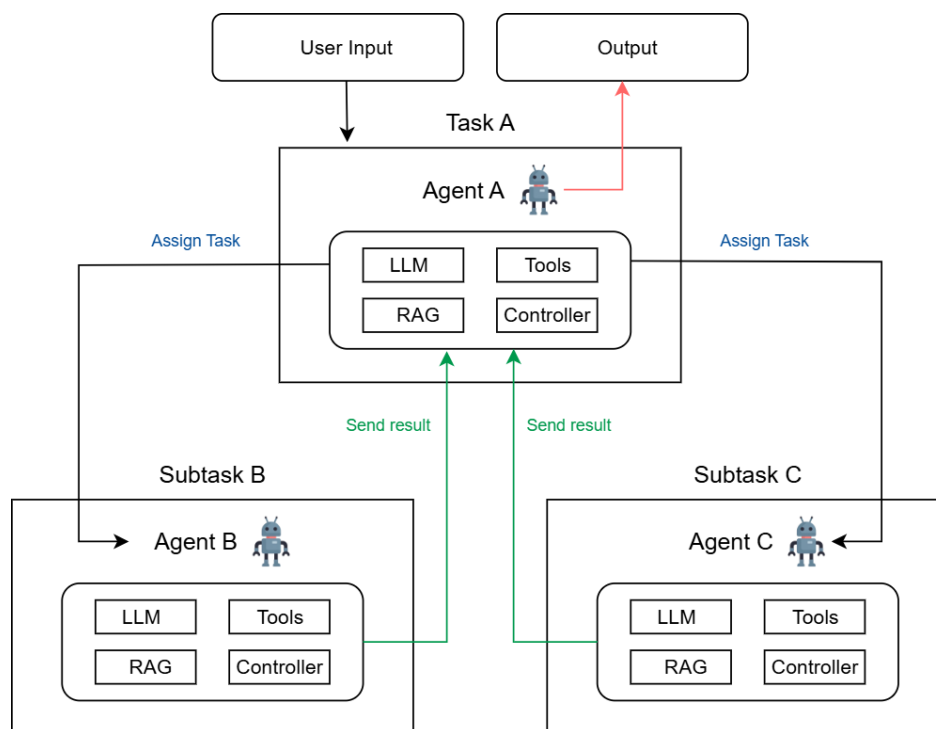 User Input
Output
Task A
Agent A
Assign Task
Assign Task
LLM
Tools
RAG
Controller
Send result
Send result
Subtask B
Subtask C
Agent B
Agent C
LLM
Tools
LLM
Tools
RAG
Controller
RAG
Controller